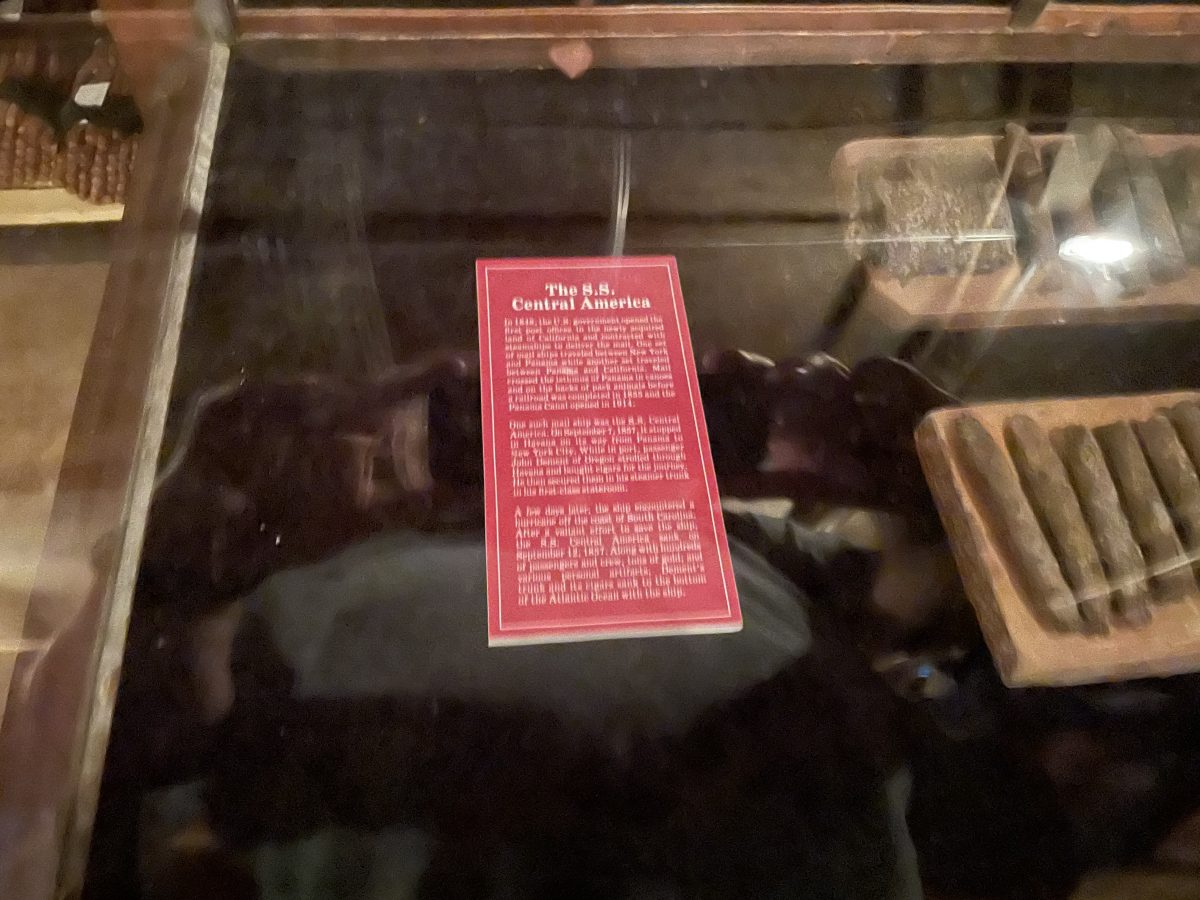 The S.S.
Central America
In 1848, the U.S. government opened the
first post offices in the newly acquired
land of California and contracted with
steamships to deliver the mail. One set
of mail ships traveled between New York
and Panama while another set traveled
between Panama and California. Mail
crossed the isthmus of Panama in canoes
and on the backs of pack animals before
a railroad was completed in 1855 and the
Panama Canal opened in 1914.
One such mail ship was the S.S. Central
America. On September 7, 1857, it stopped
in Havana on its way from Panama to
New York City. While in port, passenger
John Dement of Oregon strolled through
Havana and bought cigars for the journey.
He then secured them in his steamer trunk
in his first-class stateroom.
A few days later, the ship encountered a
hurricane off the coast of South Carolina.
After a valiant effort to save the ship,
the S.S. Central America sank on
September 12, 1857. Along with hundreds
of passengers and crew, tons of gold and
various personal artifacts, Dement's
trunk and its cigars sunk to the bottom
of the Atlantic Ocean with the ship.